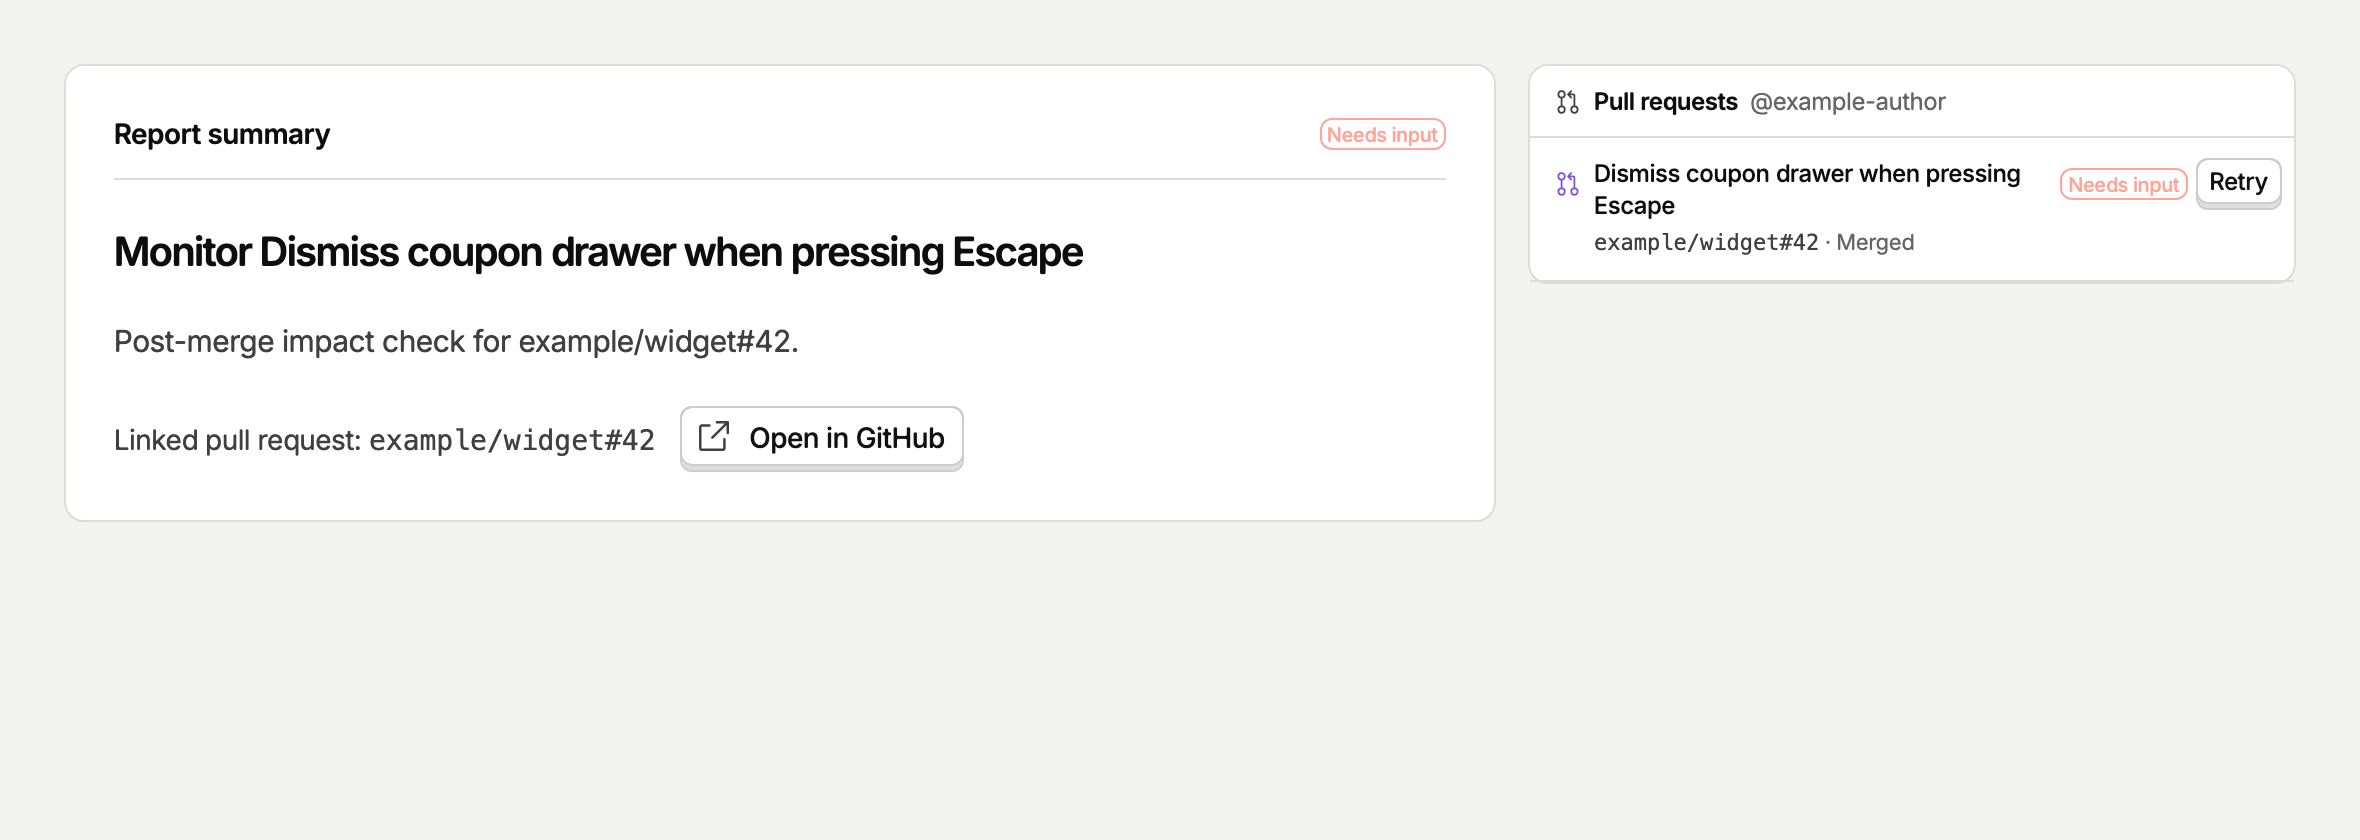 Report summary
Needs input
Monitor Dismiss coupon drawer when pressing Escape
Post-merge impact check for example/widget#42.
Linked pull request: example/widget#42
Open in GitHub
Pull requests @example-author
Dismiss coupon drawer when pressing
Escape
example/widget#42 · Merged
Needs input
Retry